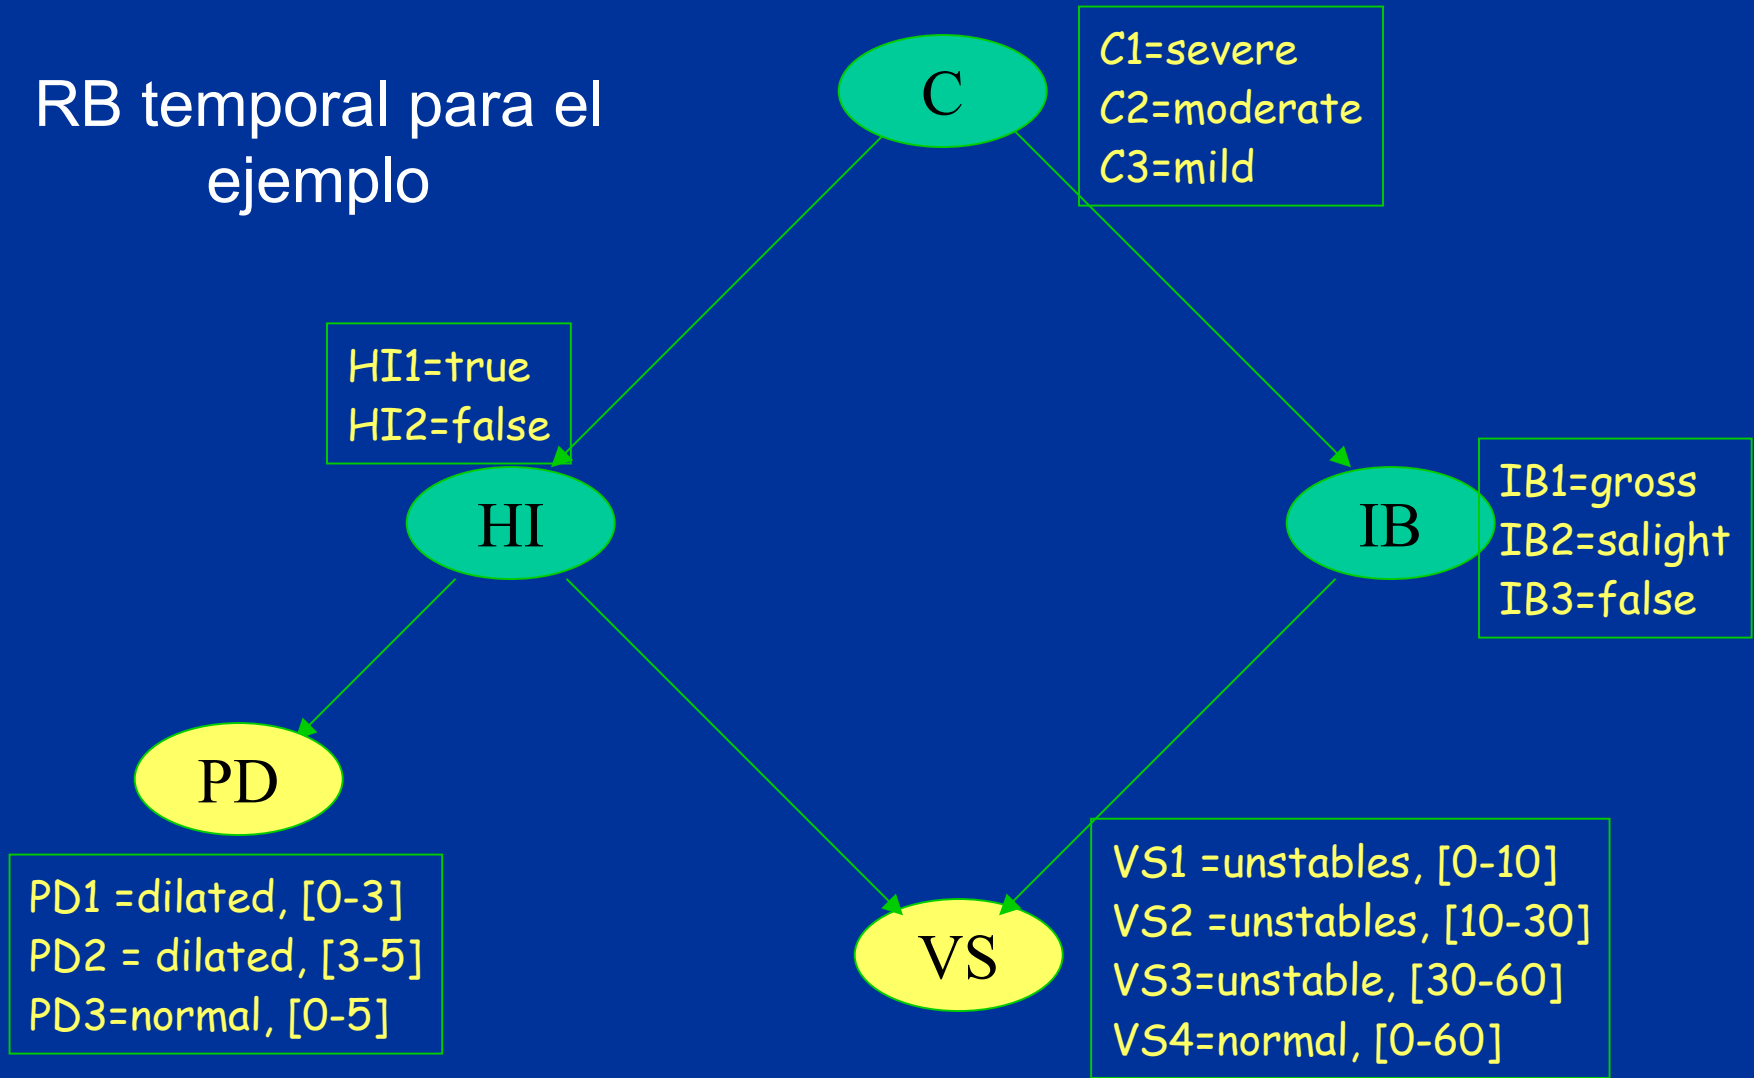 RB temporal para el
ejemplo
C
C1=severe
C2=moderate
C3=mild
HI1=true
HI2=false
HI
IB
IB1=gross
IB2=salight
IB3=false
PD
PD1 =dilated, [0-3]
PD2 = dilated, [3-5]
PD3=normal, [0-5]
VS
VS1 =unstables, [0-10]
VS2 =unstables, [10-30]
VS3=unstable, [30-60]
VS4=normal, [0-60]